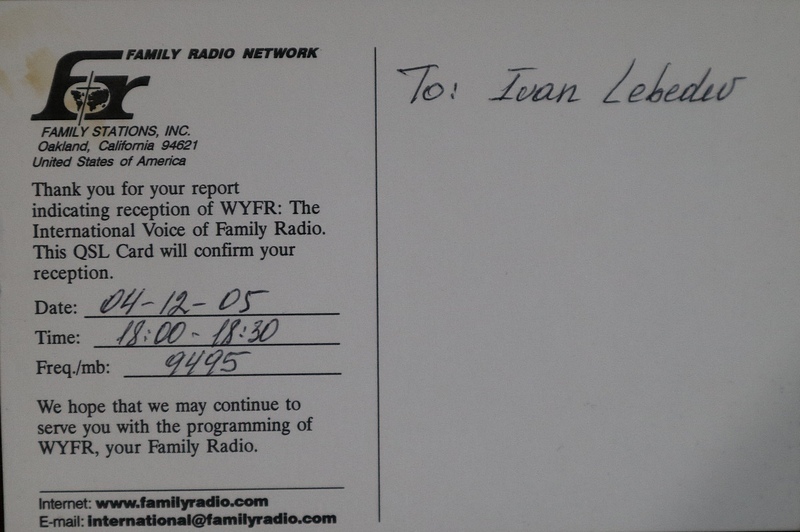 FAMILY RADIO NETWORK
fr
FAMILY STATIONS, INC.
Oakland, California 94621
United States of America
Thank you for your report
indicating reception of WYFR: The
International Voice of Family Radio.
This QSL Card will confirm your
reception.
Date: 04-12-05
Time: 18:00-18:30
Freq./mb: 9495
We hope that we may continue to
serve you with the programming of
WYFR, your Family Radio.
Internet: www.familyradio.com
E-mail: international@familyradio.com
To: Ivan Lebedev